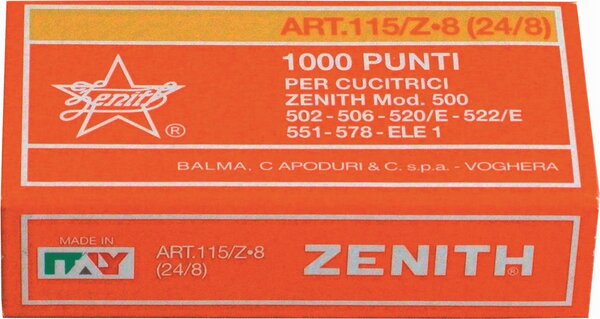 ART.115/Z•8 (24/8)
Zenith
®
1000 PUNTI
PER CUCITRICI
ZENITH Mod. 500
502 - 506 - 520/E - 522/E
551 - 578 - ELE 1
BALMA, C APODURI & C. s.p.a. - VOGHERA
MADE IN
ITALY
ART.115/Z•8
(24/8)
ZENITH®